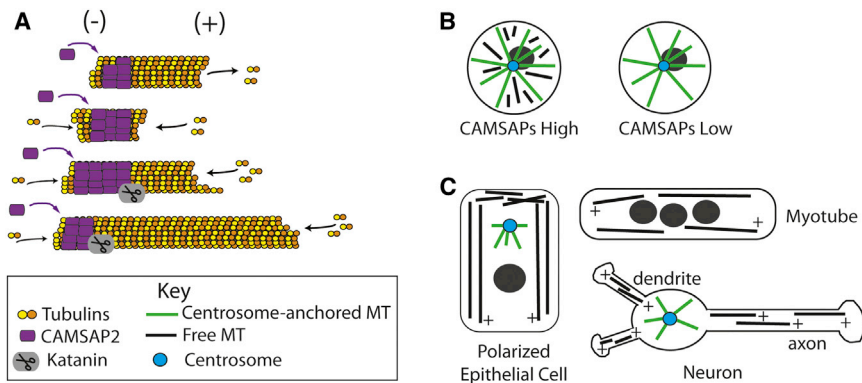 A
(-)
(+)
Key
Tubulins
CAMSAP2
Katanin
Centrosome-anchored MT
Free MT
Centrosome
B
CAMSAPs High
CAMSAPs Low
C
+
+
Polarized
Epithelial Cell
+
+
Myotube
dendrite
+
+
+
+
+
+
axon
Neuron